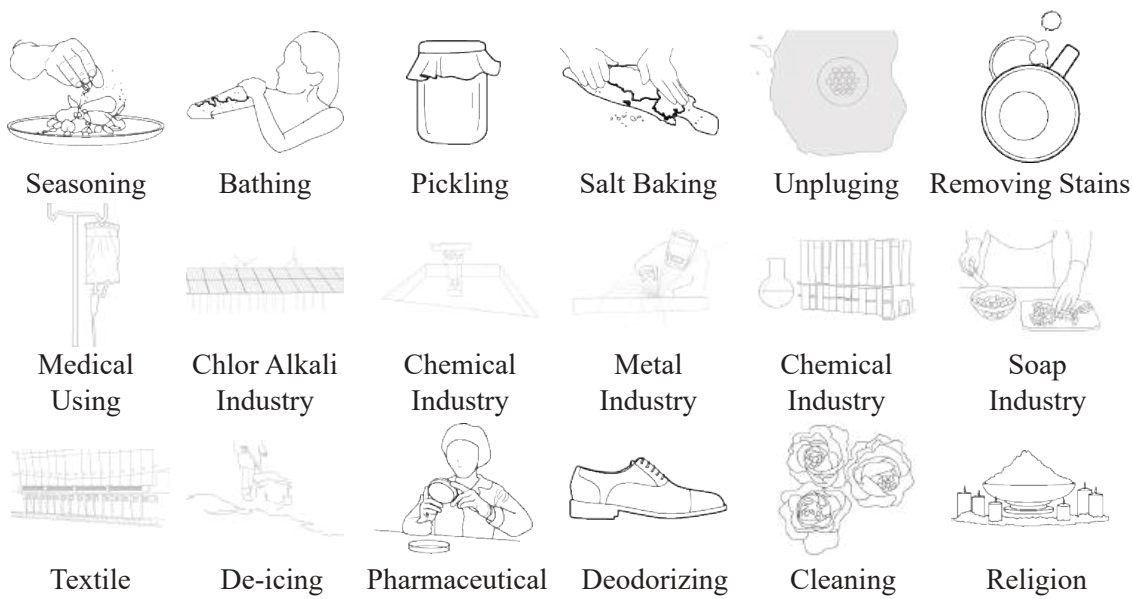 Seasoning Bathing Pickling Salt Baking Unpluging Removing Stains
Medical Chlor Alkali Chemical Metal Chemical Soap
Using Industry Industry Industry Industry Industry
Textile De-icing Pharmaceutical Deodorizing Cleaning Religion